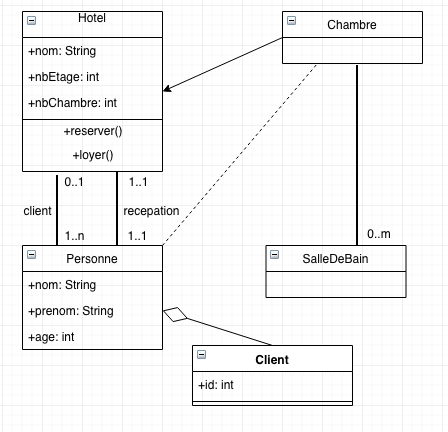 Hotel
+nom: String
+nbEtage: int
+nbChambre: int
+reserver()
+loyer()
Chambre
0..1
1..1
client
recepation
1..n
1..1
0..m
Personne
+nom: String
+prenom: String
+age: int
SalleDeBain
Client
+id: int